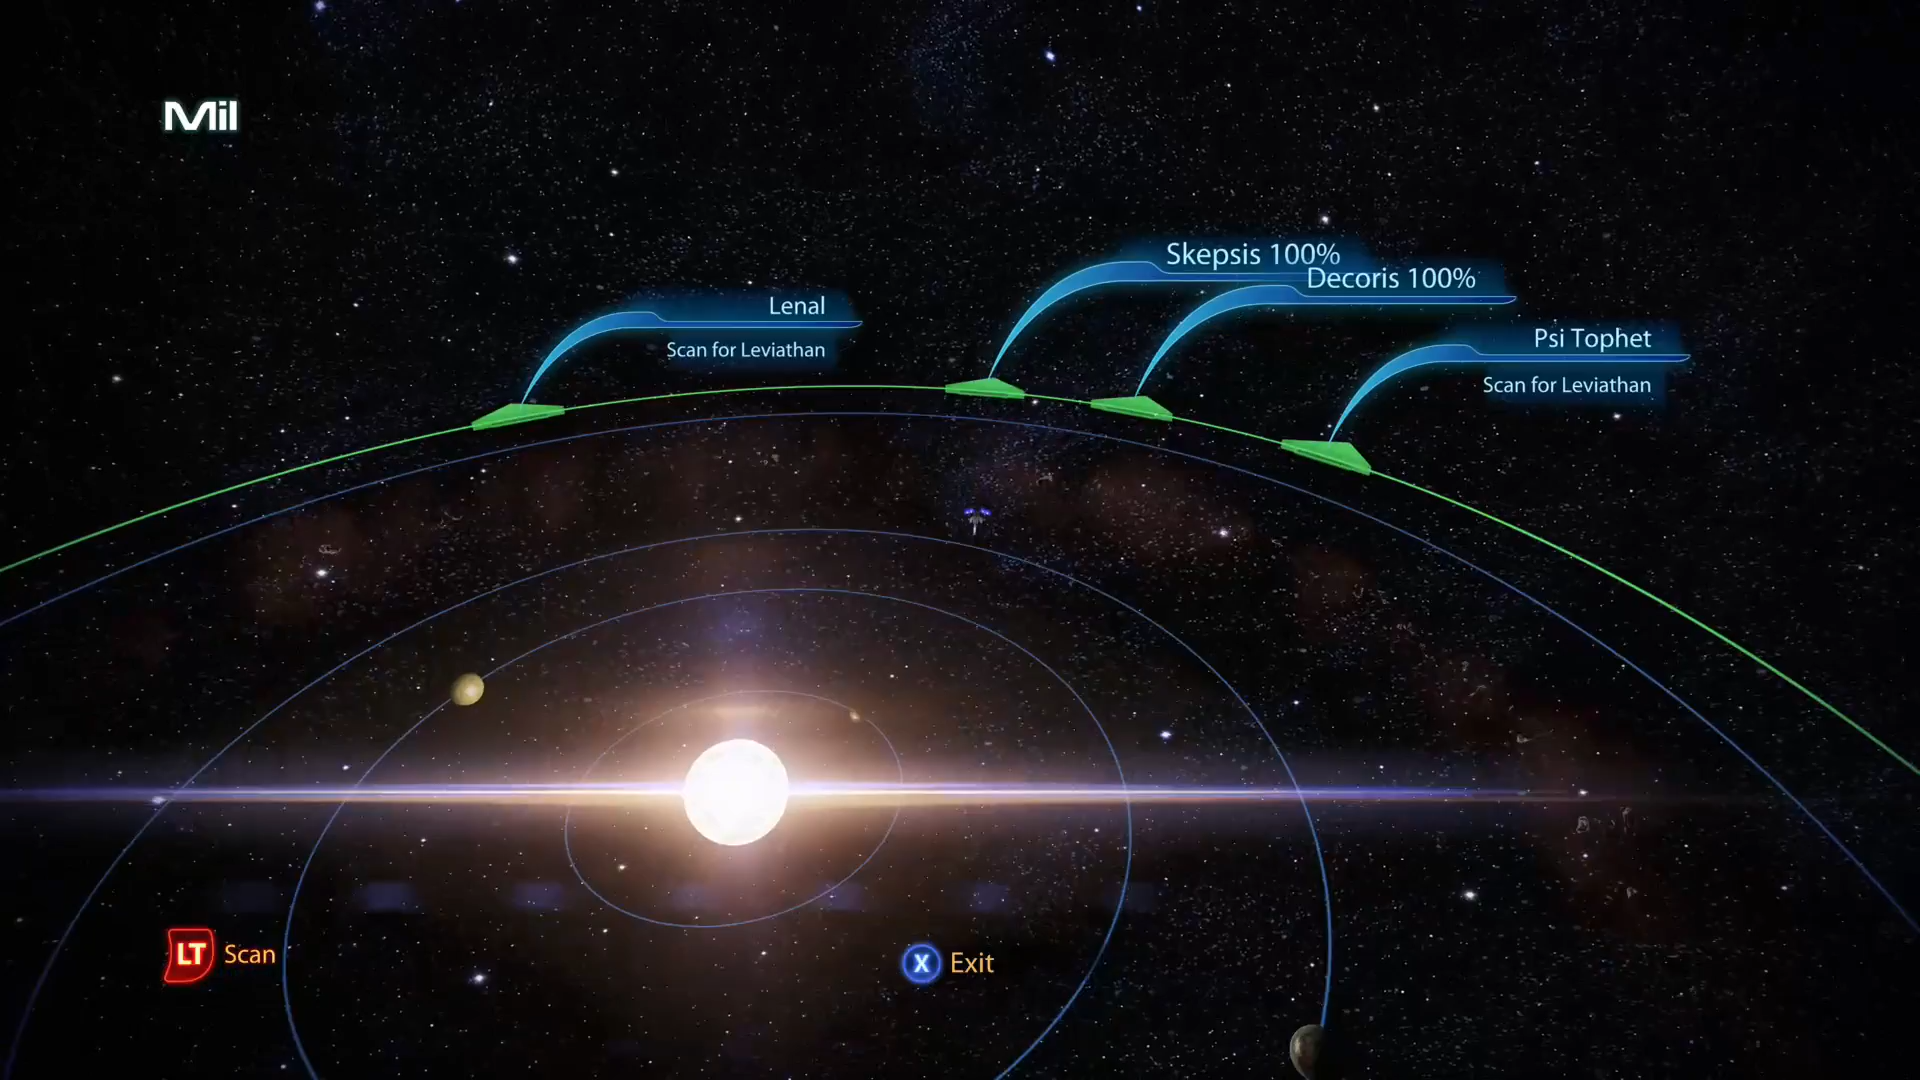 Mil
Skepsis 100%
Decoris 100%
Lenal
Scan for Leviathan
Psi Tophet
Scan for Leviathan
LT Scan
X Exit